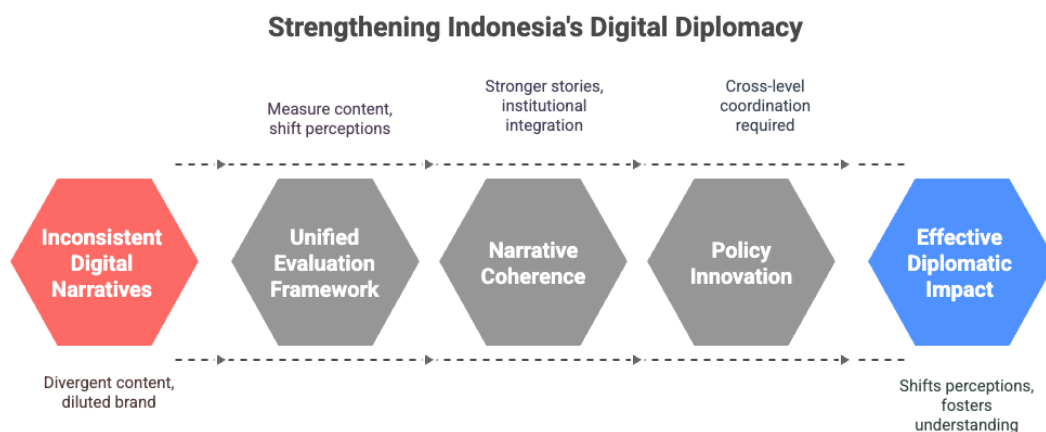 Strengthening Indonesia's Digital Diplomacy
Measure content,
shift perceptions
Stronger stories,
institutional
integration
Cross-level
coordination
required
Inconsistent
Digital
Narratives
Unified
Evaluation
Framework
Narrative
Coherence
Policy
Innovation
Effective
Diplomatic
Impact
Divergent content,
diluted brand
Shifts perceptions,
fosters
understanding